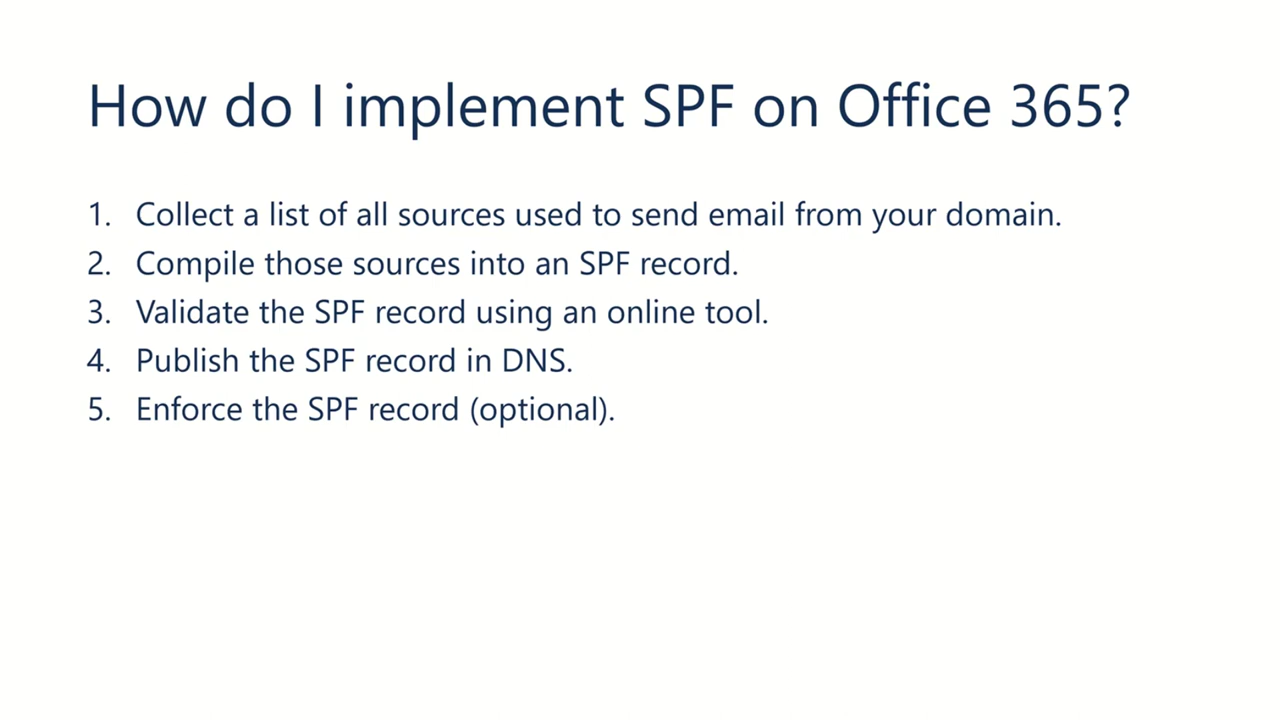 How do I implement SPF on Office 365?
1. Collect a list of all sources used to send email from your domain.
2. Compile those sources into an SPF record.
3. Validate the SPF record using an online tool.
4. Publish the SPF record in DNS.
5. Enforce the SPF record (optional).